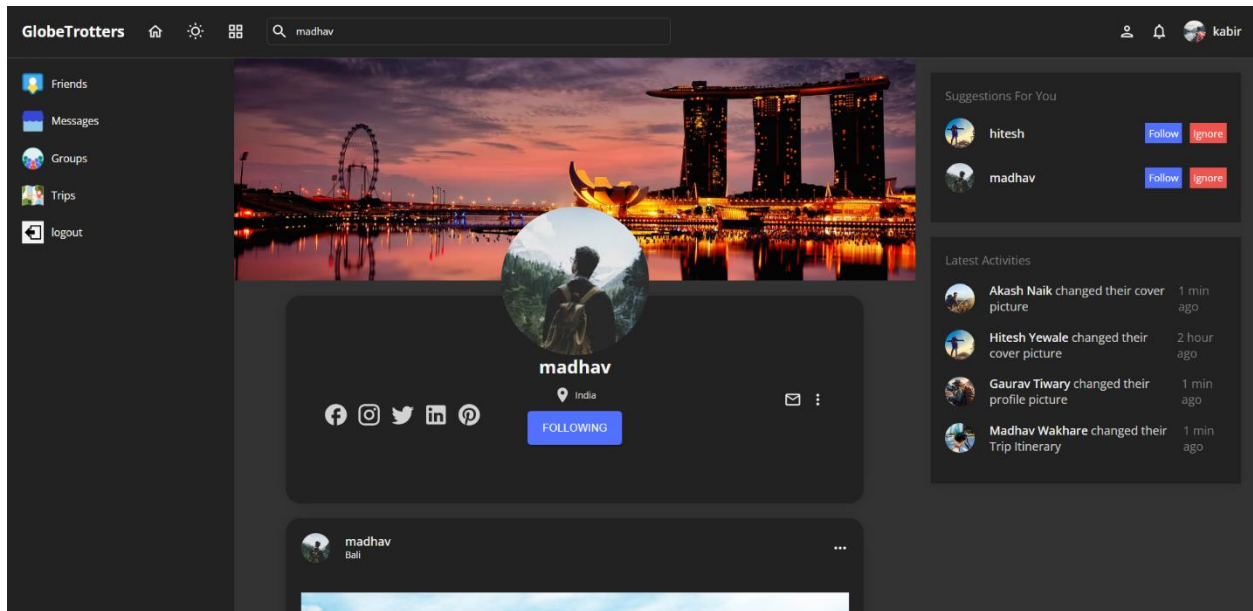 GlobeTrotters
madhav
kabir
Friends
Messages
Groups
Trips
logout
madhav
India
FOLLOWING
madhav
Bali
Suggestions For You
hitesh Follow Ignore
madhav Follow Ignore
Latest Activities
Akash Naik changed their cover 1 min
picture ago
Hitesh Yewale changed their 2 hour
cover picture ago
Gaurav Tiwary changed their 1 min
profile picture ago
Madhav Wakhare changed their 1 min
Trip Itinerary ago